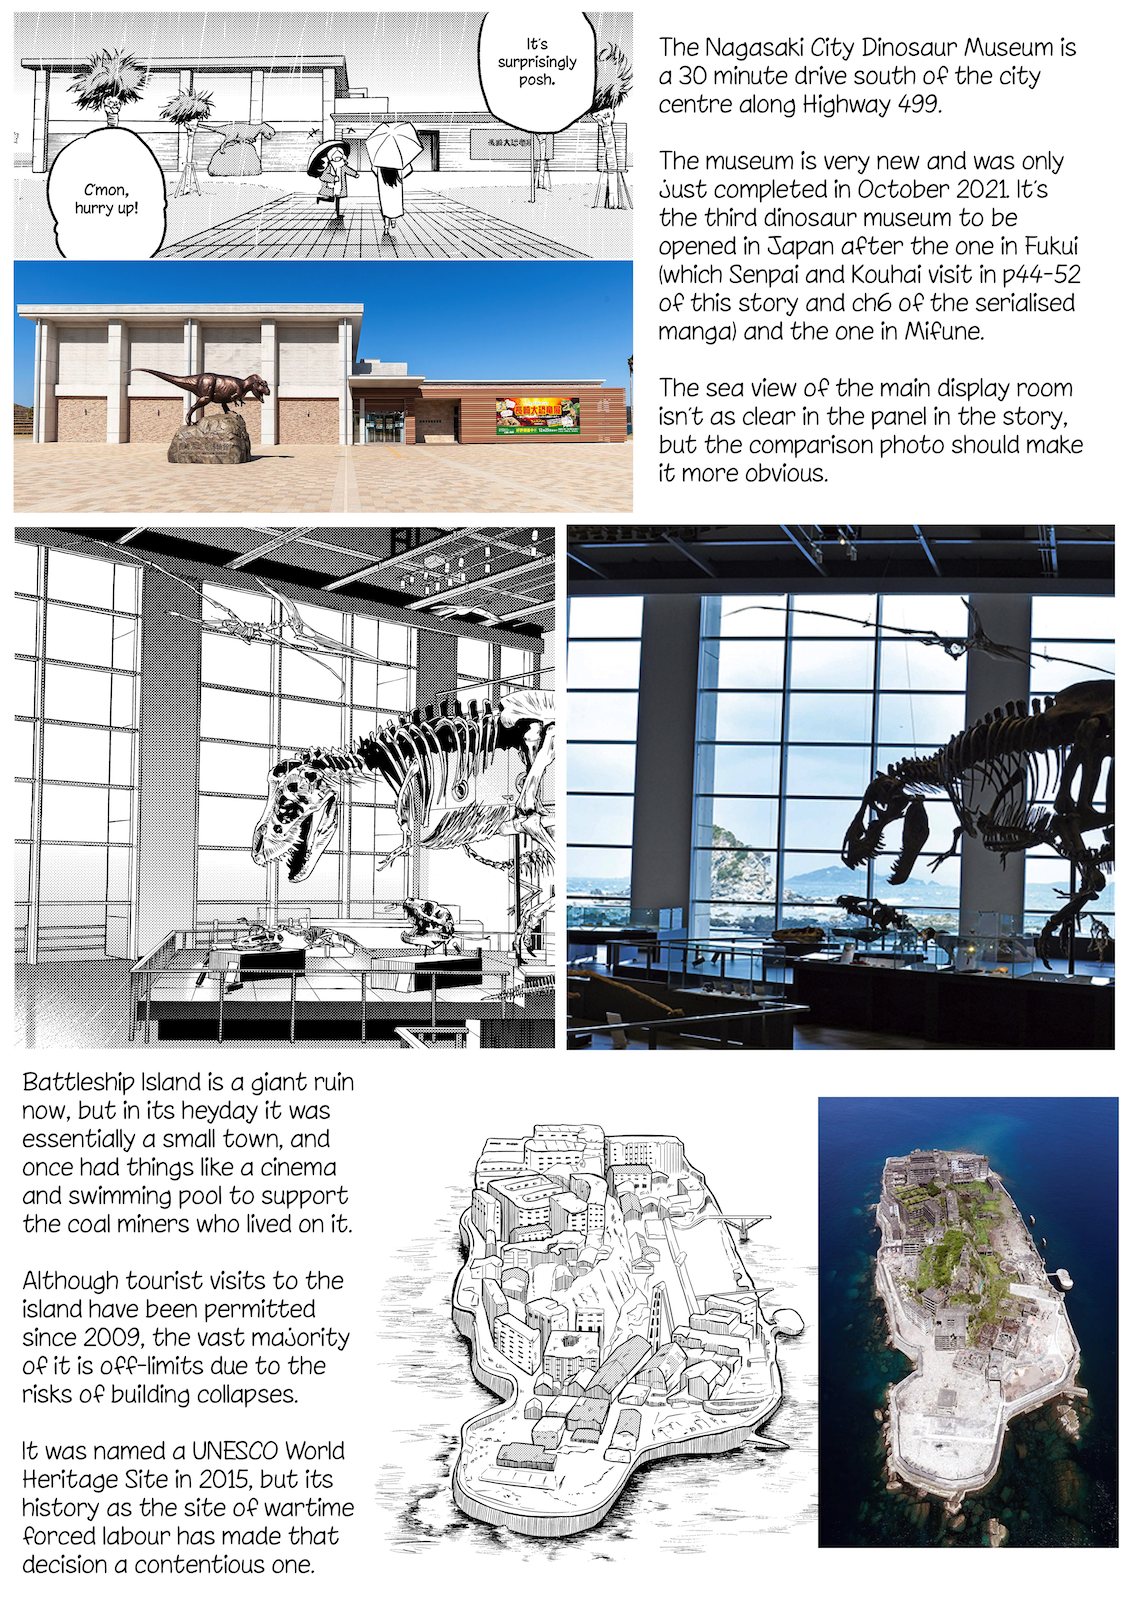 It's
surprisingly
posh.
C'mon,
hurry up!
The Nagasaki City Dinosaur Museum is
a 30 minute drive south of the city
centre along Highway 499.
The museum is very new and was only
just completed in October 2021. It's
the third dinosaur museum to be
opened in Japan after the one in Fukui
(which Senpai and Kouhai visit in p44-52
of this story and ch6 of the serialised
manga) and the one in Mifune.
The sea view of the main display room
isn't as clear in the panel in the story,
but the comparison photo should make
it more obvious.
Battleship Island is a giant ruin
now, but in its heyday it was
essentially a small town, and
once had things like a cinema
and swimming pool to support
the coal miners who lived on it.
Although tourist visits to the
island have been permitted
since 2009, the vast majority
of it is off-limits due to the
risks of building collapses.
It was named a UNESCO World
Heritage Site in 2015, but its
history as the site of wartime
forced labour has made that
decision a contentious one.